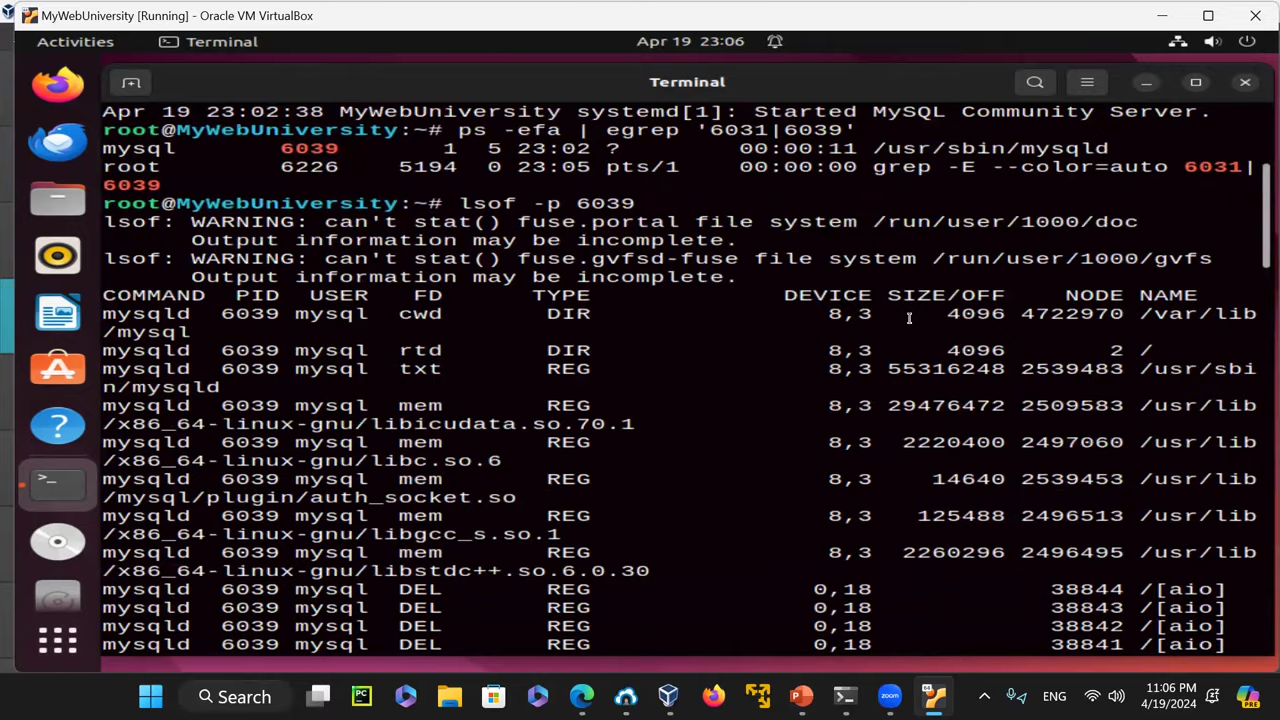 MyWebUniversity [Running] - Oracle VM VirtualBox
Activities Terminal Apr 19 23:06
Terminal
Apr 19 23:02:38 MyWebUniversity systemd[1]: Started MySQL Community Server.
root@MyWebUniversity:~# ps -efa | egrep '6031|6039'
mysql 6039 1 5 23:02 ? 00:00:11 /usr/sbin/mysqld
root 6226 5194 0 23:05 pts/1 00:00:00 grep -E --color=auto 6031|
6039
root@MyWebUniversity:~# lsof -p 6039
lsof: WARNING: can't stat() fuse.portal file system /run/user/1000/doc
Output information may be incomplete.
lsof: WARNING: can't stat() fuse.gvfsd-fuse file system /run/user/1000/gvfs
Output information may be incomplete.
COMMAND PID USER FD TYPE DEVICE SIZE/OFF NODE NAME
mysqld 6039 mysql cwd DIR 8,3 4096 4722970 /var/lib
/mysql
mysqld 6039 mysql rtd DIR 8,3 4096 2 /
mysqld 6039 mysql txt REG 8,3 55316248 2539483 /usr/sbi
n/mysqld
mysqld 6039 mysql mem REG 8,3 29476472 2509583 /usr/lib
/x86_64-linux-gnu/libicudata.so.70.1
mysqld 6039 mysql mem REG 8,3 2220400 2497060 /usr/lib
/x86_64-linux-gnu/libc.so.6
mysqld 6039 mysql mem REG 8,3 14640 2539453 /usr/lib
/mysql/plugin/auth_socket.so
mysqld 6039 mysql mem REG 8,3 125488 2496513 /usr/lib
/x86_64-linux-gnu/libgcc_s.so.1
mysqld 6039 mysql mem REG 8,3 2260296 2496495 /usr/lib
/x86_64-linux-gnu/libstdc++.so.6.0.30
mysqld 6039 mysql DEL REG 0,18 38844 /[aio]
mysqld 6039 mysql DEL REG 0,18 38843 /[aio]
mysqld 6039 mysql DEL REG 0,18 38842 /[aio]
mysqld 6039 mysql DEL REG 0,18 38841 /[aio]
Search
PC
zoom
ENG
11:06 PM
4/19/2024
PRE